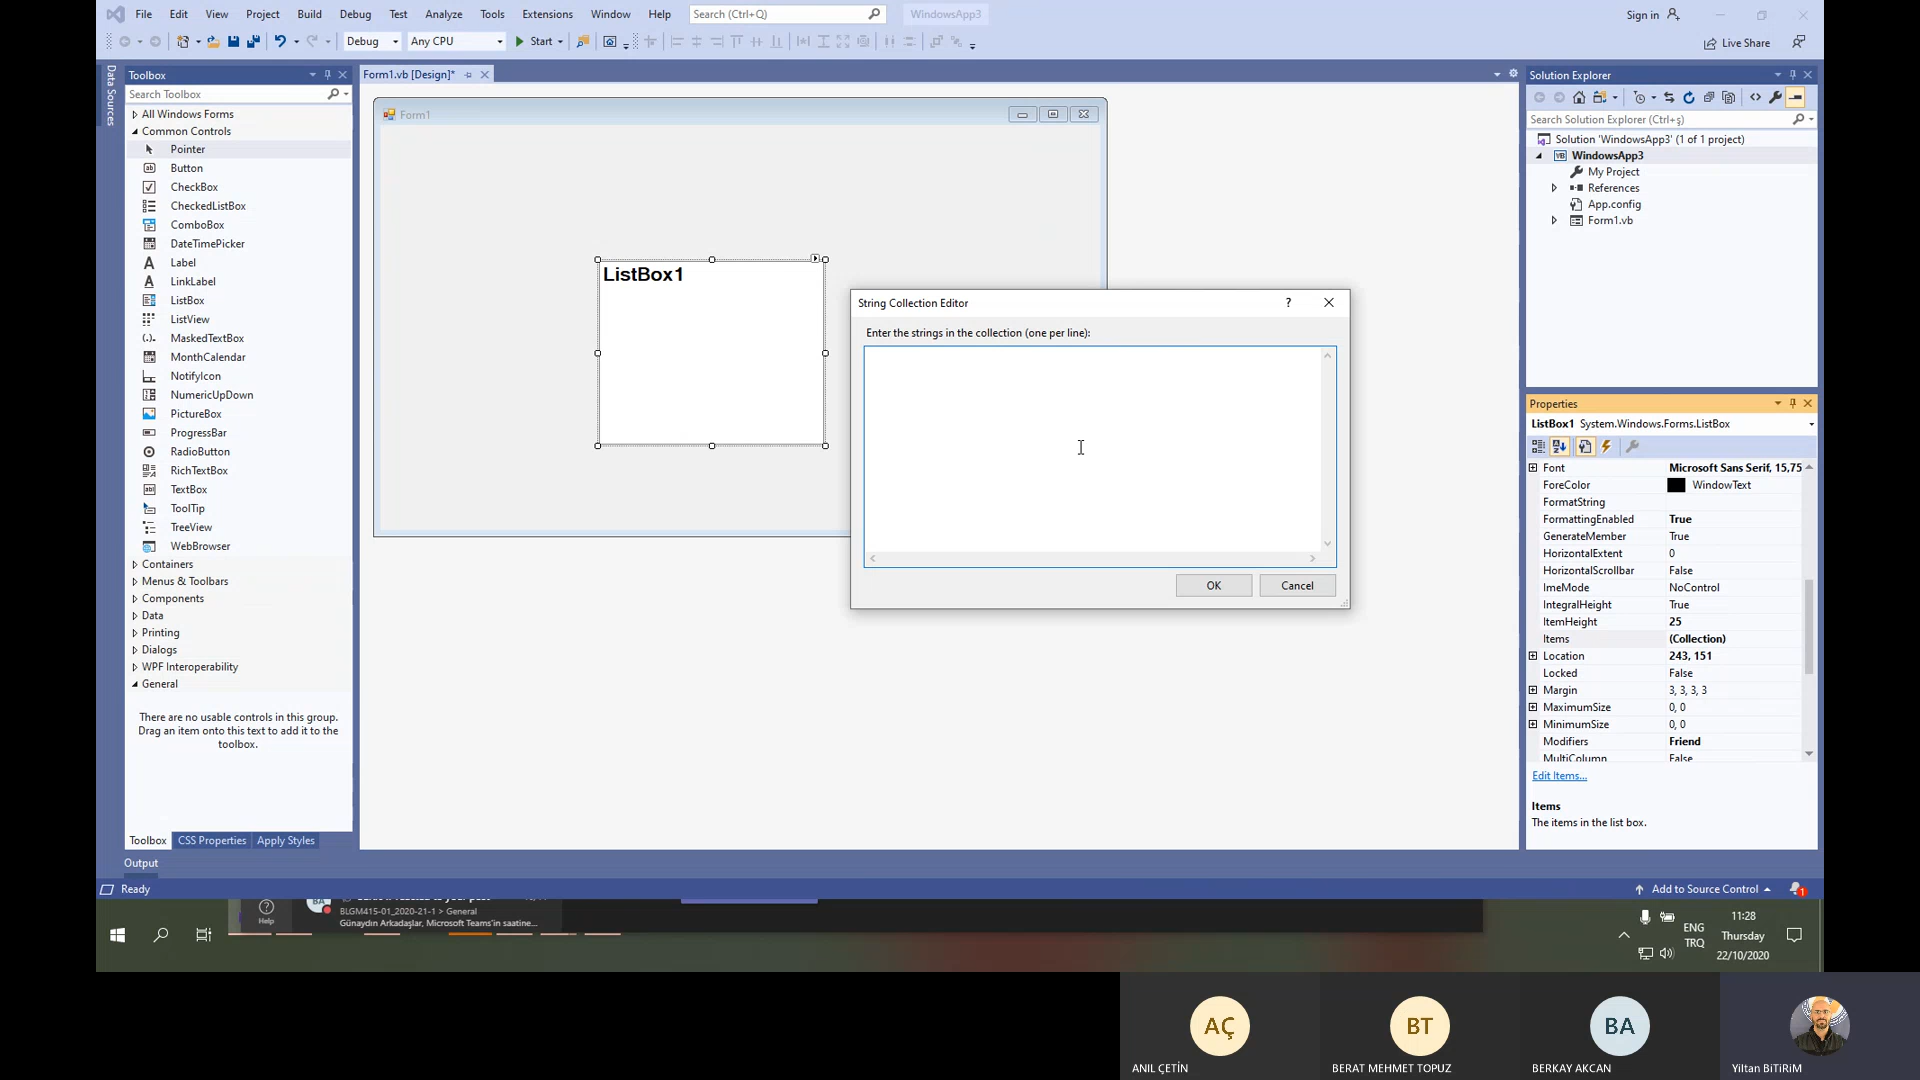 File Edit View Project Build Debug Test Analyze Tools Extensions Window Help Search (Ctrl+Q) WindowsApp3 Sign in
Debug Any CPU Start Live Share
Data Sources
Toolbox
Search Toolbox
All Windows Forms
Common Controls
Pointer
Button
CheckBox
CheckedListBox
ComboBox
DateTimePicker
Label
LinkLabel
ListBox
ListView
MaskedTextBox
MonthCalendar
NotifyIcon
NumericUpDown
PictureBox
ProgressBar
RadioButton
RichTextBox
TextBox
ToolTip
TreeView
WebBrowser
Containers
Menus & Toolbars
Components
Data
Printing
Dialogs
WPF Interoperability
General
There are no usable controls in this group.
Drag an item onto this text to add it to the
toolbox.
Toolbox CSS Properties Apply Styles
Form1.vb [Design]*
Form1
ListBox1
String Collection Editor
Enter the strings in the collection (one per line):
OK Cancel
Solution Explorer
Search Solution Explorer (Ctrl+ş)
Solution 'WindowsApp3' (1 of 1 project)
WindowsApp3
My Project
References
App.config
Form1.vb
Properties
ListBox1 System.Windows.Forms.ListBox
Font Microsoft Sans Serif, 15,75
ForeColor WindowText
FormatString
FormattingEnabled True
GenerateMember True
HorizontalExtent 0
HorizontalScrollbar False
ImeMode NoControl
IntegralHeight True
ItemHeight 25
Items (Collection)
Location 243, 151
Locked False
Margin 3, 3, 3, 3
MaximumSize 0, 0
MinimumSize 0, 0
Modifiers Friend
MultiColumn False
Edit Items...
Items
The items in the list box.
Output
Ready Add to Source Control 1
Help
BLGM415-01_2020-21-1 > General
Günaydın Arkadaşlar, Microsoft Teams'in saatine...
ENG
TRQ
11:28
Thursday
22/10/2020
AÇ BT BA
ANIL ÇETİN BERAT MEHMET TOPUZ BERKAY AKCAN Yiltan BiTiRiM